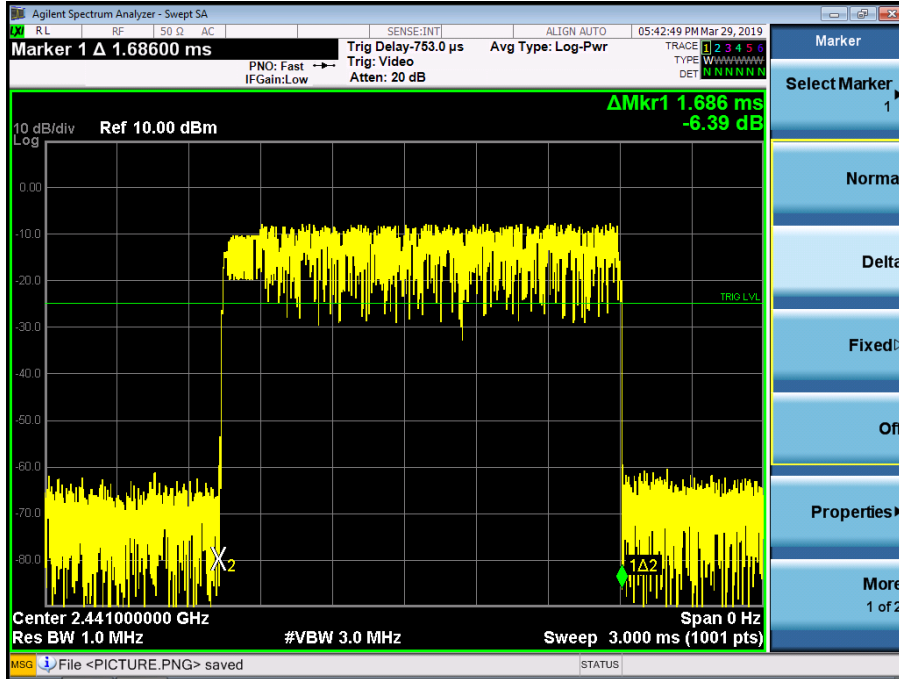 Agilent Spectrum Analyzer - Swept SA
LXI RL RF 50 Ω AC SENSE:INT ALIGN AUTO 05:42:49 PM Mar 29, 2019
Marker 1 Δ 1.68600 ms
PNO: Fast
IFGain:Low
Trig Delay-753.0 µs
Trig: Video
Atten: 20 dB
Avg Type: Log-Pwr
TRACE 1 2 3 4 5 6
TYPE WWWWWW
DET N N N N N N
ΔMkr1 1.686 ms
-6.39 dB
10 dB/div Ref 10.00 dBm
Log
0.00
-10.0
-20.0
TRIG LVL
-30.0
-40.0
-50.0
-60.0
-70.0
-80.0
2
1Δ2
Center 2.441000000 GHz Span 0 Hz
Res BW 1.0 MHz #VBW 3.0 MHz Sweep 3.000 ms (1001 pts)
MSG File <PICTURE.PNG> saved STATUS
Marker
Select Marker
1
Norma
Delta
Fixed
Off
Properties
More
1 of 2